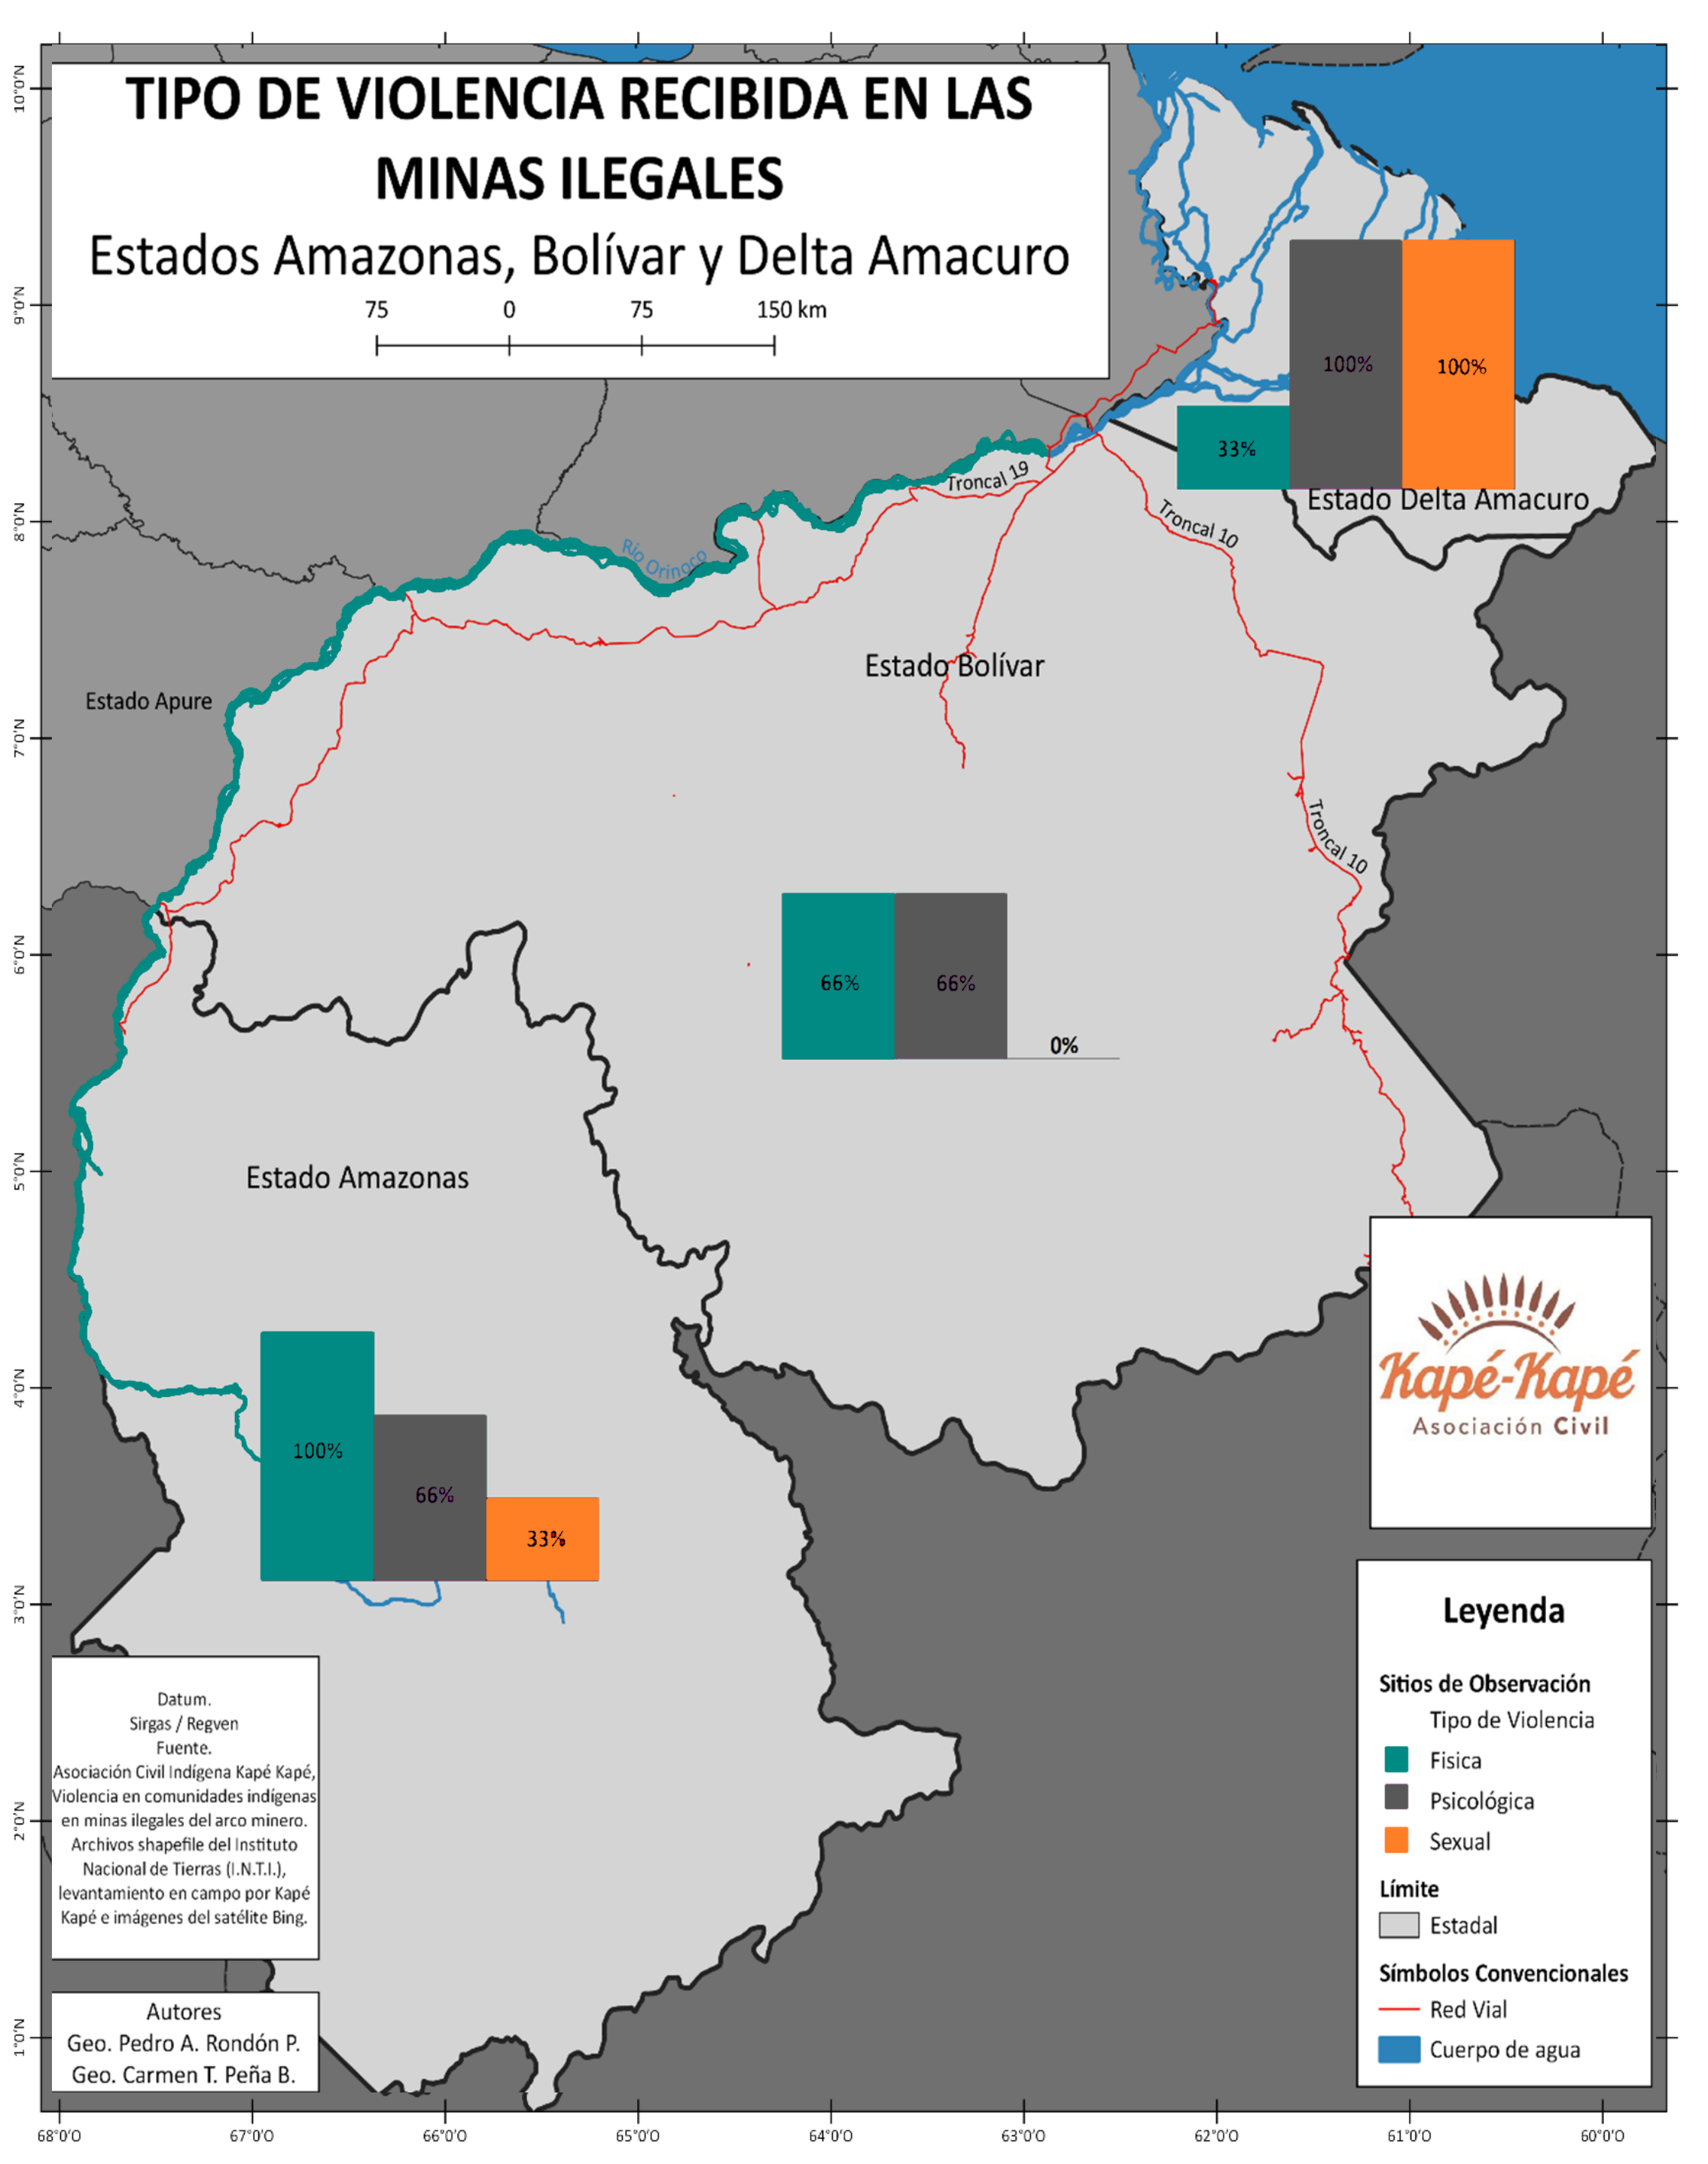 TIPO DE VIOLENCIA RECIBIDA EN LAS
MINAS ILEGALES
Estados Amazonas, Bolívar y Delta Amacuro
75 0 75 150 km
10°0'N
9°0'N
8°0'N
7°0'N
6°0'N
5°0'N
4°0'N
3°0'N
2°0'N
1°0'N
100%
100%
33%
Estado Delta Amacuro
Troncal 19
Troncal 10
Río Orinoco
Estado Bolívar
Estado Apure
Troncal 10
66%
66%
0%
Estado Amazonas
100%
66%
33%
Kapé-Kapé
Asociación Civil
Leyenda
Sitios de Observación
Tipo de Violencia
Fisica
Psicológica
Sexual
Límite
Estadal
Símbolos Convencionales
Red Vial
Cuerpo de agua
Datum.
Sirgas / Regven
Fuente.
Asociación Civil Indígena Kapé Kapé,
Violencia en comunidades indígenas
en minas ilegales del arco minero.
Archivos shapefile del Instituto
Nacional de Tierras (I.N.T.I.),
levantamiento en campo por Kapé
Kapé e imágenes del satélite Bing.
Autores
Geo. Pedro A. Rondón P.
Geo. Carmen T. Peña B.
68°0'O 67°0'O 66°0'O 65°0'O 64°0'O 63°0'O 62°0'O 61°0'O 60°0'O